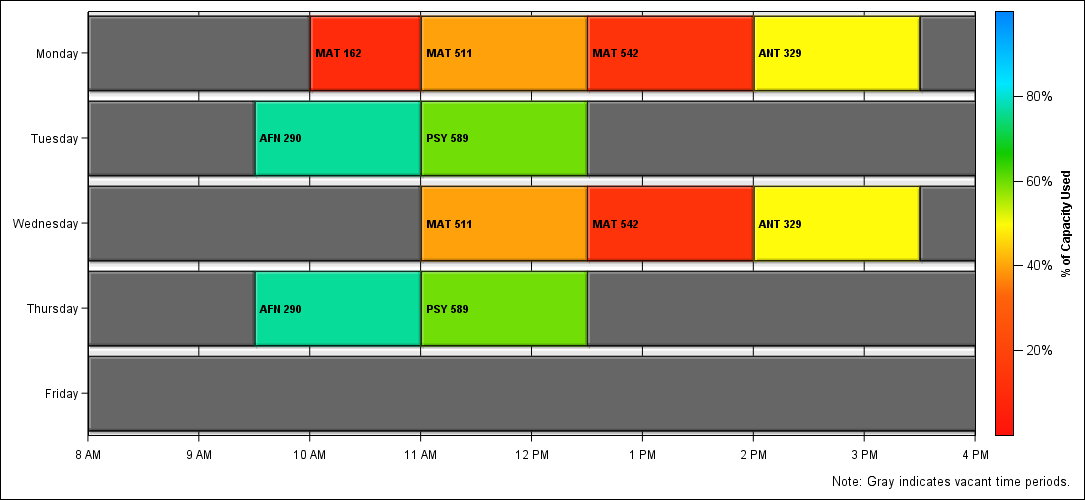 Monday
MAT 162
MAT 511
MAT 542
ANT 329
Tuesday
AFN 290
PSY 589
Wednesday
MAT 511
MAT 542
ANT 329
Thursday
AFN 290
PSY 589
Friday
8 AM
9 AM
10 AM
11 AM
12 PM
1 PM
2 PM
3 PM
4 PM
80%
60%
40%
20%
% of Capacity Used
Note: Gray indicates vacant time periods.